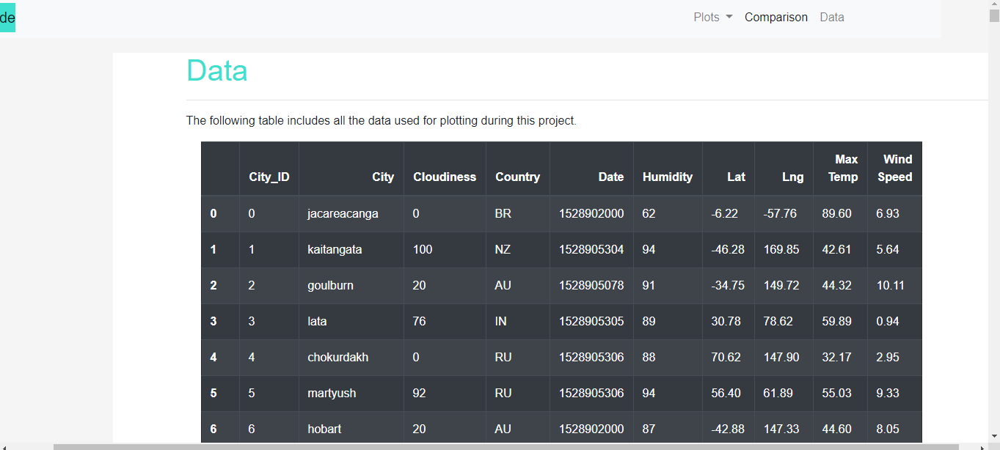 de Plots Comparison Data
Data
The following table includes all the data used for plotting during this project.
City_ID City Cloudiness Country Date Humidity Lat Lng Max Temp Wind Speed
0 0 jacareacanga 0 BR 1528902000 62 -6.22 -57.76 89.60 6.93
1 1 kaitangata 100 NZ 1528905304 94 -46.28 169.85 42.61 5.64
2 2 goulburn 20 AU 1528905078 91 -34.75 149.72 44.32 10.11
3 3 lata 76 IN 1528905305 89 30.78 78.62 59.89 0.94
4 4 chokurdakh 0 RU 1528905306 88 70.62 147.90 32.17 2.95
5 5 martyush 92 RU 1528905306 94 56.40 61.89 55.03 9.33
6 6 hobart 20 AU 1528902000 87 -42.88 147.33 44.60 8.05